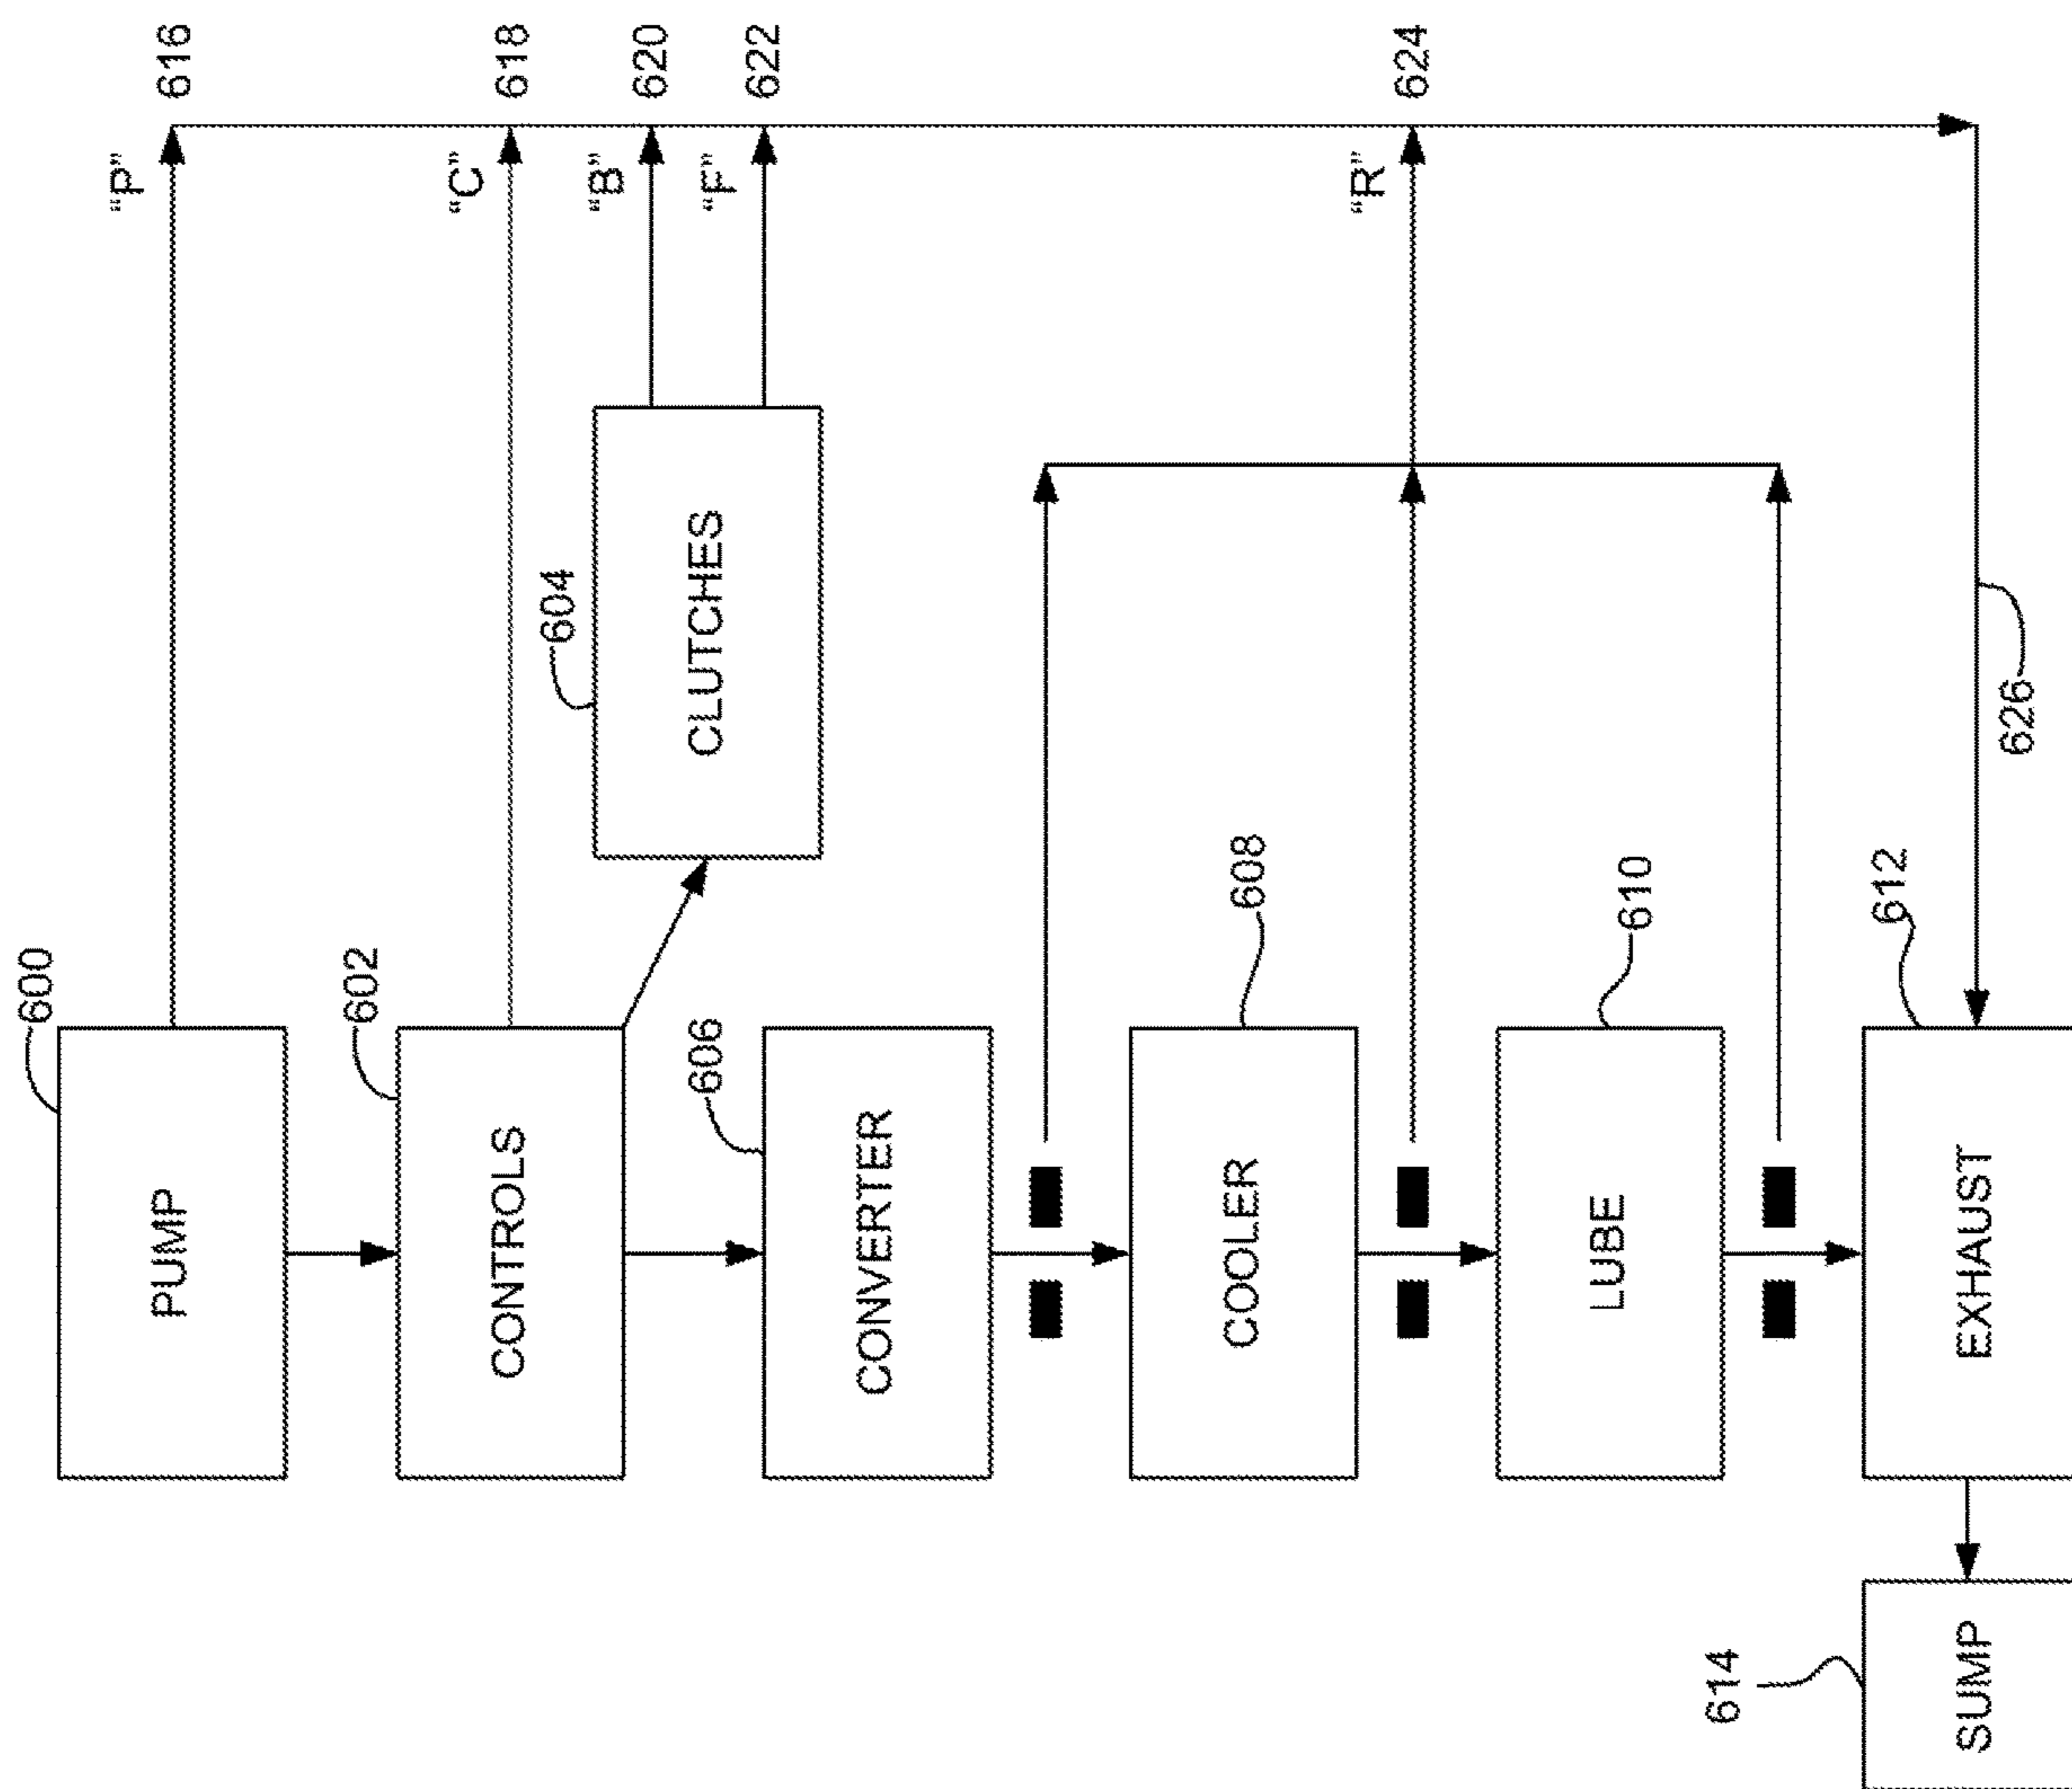 600
PUMP
"P"
616
602
CONTROLS
"C"
618
604
CLUTCHES
"B"
620
"F"
622
606
CONVERTER
608
COOLER
"R"
624
610
LUBE
612
EXHAUST
626
614
SUMP